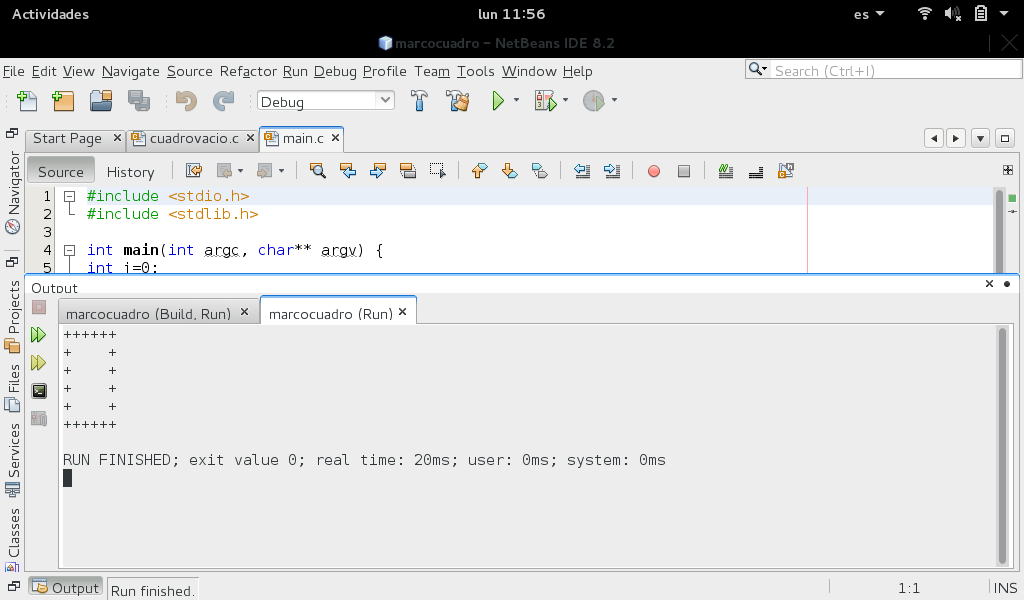 Actividades
lun 11:56
es
marcocuadro – NetBeans IDE 8.2
File Edit View Navigate Source Refactor Run Debug Profile Team Tools Window Help
Search (Ctrl+I)
Debug
Start Page
cuadrovacio.c
main.c
Source
History
Navigator
Projects
Files
Services
Classes
1 #include <stdio.h>
2 #include <stdlib.h>
3
4 int main(int argc, char** argv) {
5 int i=0;
Output
marcocuadro (Build, Run)
marcocuadro (Run)
++++++
+    +
+    +
+    +
+    +
++++++
RUN FINISHED; exit value 0; real time: 20ms; user: 0ms; system: 0ms
Output
Run finished.
1:1
INS